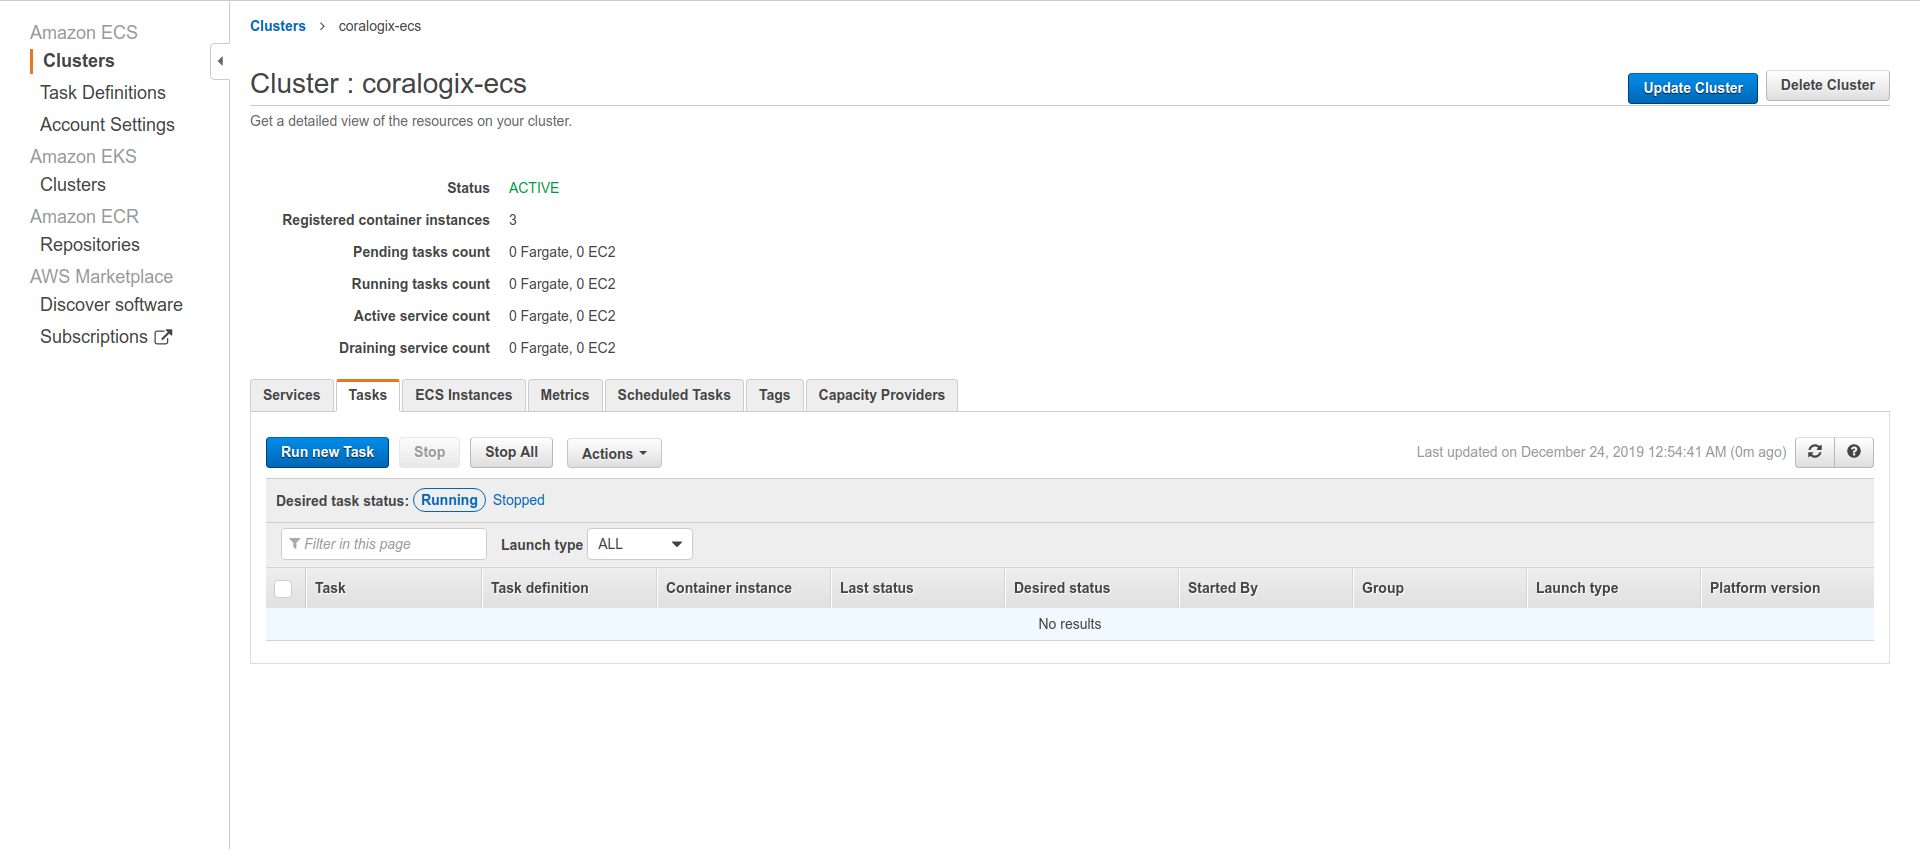 Amazon ECS
Clusters
Task Definitions
Account Settings
Amazon EKS
Clusters
Amazon ECR
Repositories
AWS Marketplace
Discover software
Subscriptions
Clusters > coralogix-ecs
Cluster : coralogix-ecs
Update Cluster Delete Cluster
Get a detailed view of the resources on your cluster.
Status ACTIVE
Registered container instances 3
Pending tasks count 0 Fargate, 0 EC2
Running tasks count 0 Fargate, 0 EC2
Active service count 0 Fargate, 0 EC2
Draining service count 0 Fargate, 0 EC2
Services Tasks ECS Instances Metrics Scheduled Tasks Tags Capacity Providers
Run new Task Stop Stop All Actions Last updated on December 24, 2019 12:54:41 AM (0m ago)
Desired task status: Running Stopped
Filter in this page Launch type ALL
Task Task definition Container instance Last status Desired status Started By Group Launch type Platform version
No results